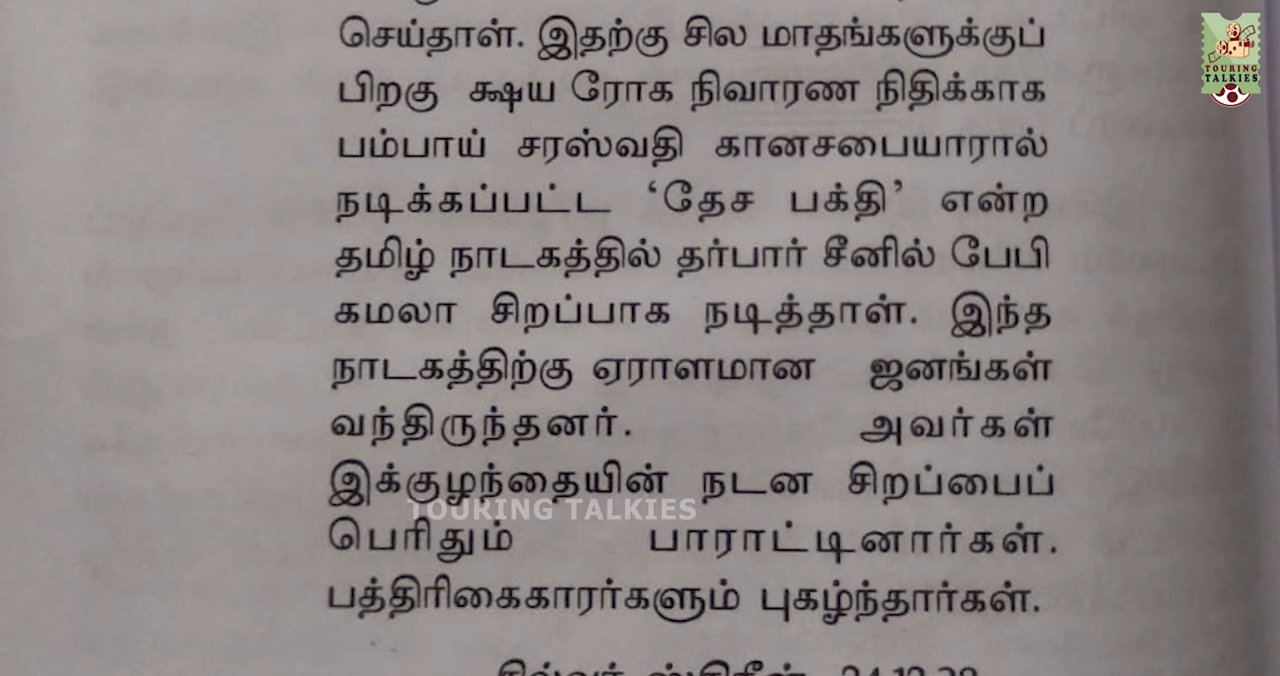 செய்தாள். இதற்கு சில மாதங்களுக்குப்
பிறகு க்ஷய ரோக நிவாரண நிதிக்காக
பம்பாய் சரஸ்வதி கானசபையாரால்
நடிக்கப்பட்ட ‘தேச பக்தி’ என்ற
தமிழ் நாடகத்தில் தர்பார் சீனில் பேபி
கமலா சிறப்பாக நடித்தாள். இந்த
நாடகத்திற்கு ஏராளமான ஜனங்கள்
வந்திருந்தனர். அவர்கள்
இக்குழந்தையின் நடன சிறப்பைப்
பெரிதும் பாராட்டினார்கள்.
பத்திரிகைகாரர்களும் புகழ்ந்தார்கள்.
TOURING TALKIES
TOURING
TALKIES